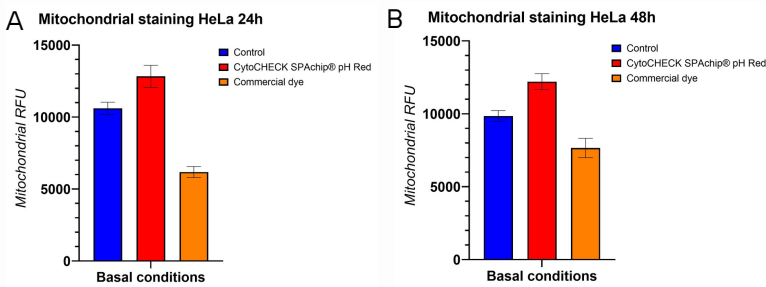 A
Mitochondrial staining HeLa 24h
15000
10000
5000
0
Mitochondrial RFU
Control
CytoCHECK SPAchip® pH Red
Commercial dye
Basal conditions
B
Mitochondrial staining HeLa 48h
15000
10000
5000
0
Mitochondrial RFU
Control
CytoCHECK SPAchip® pH Red
Commercial dye
Basal conditions